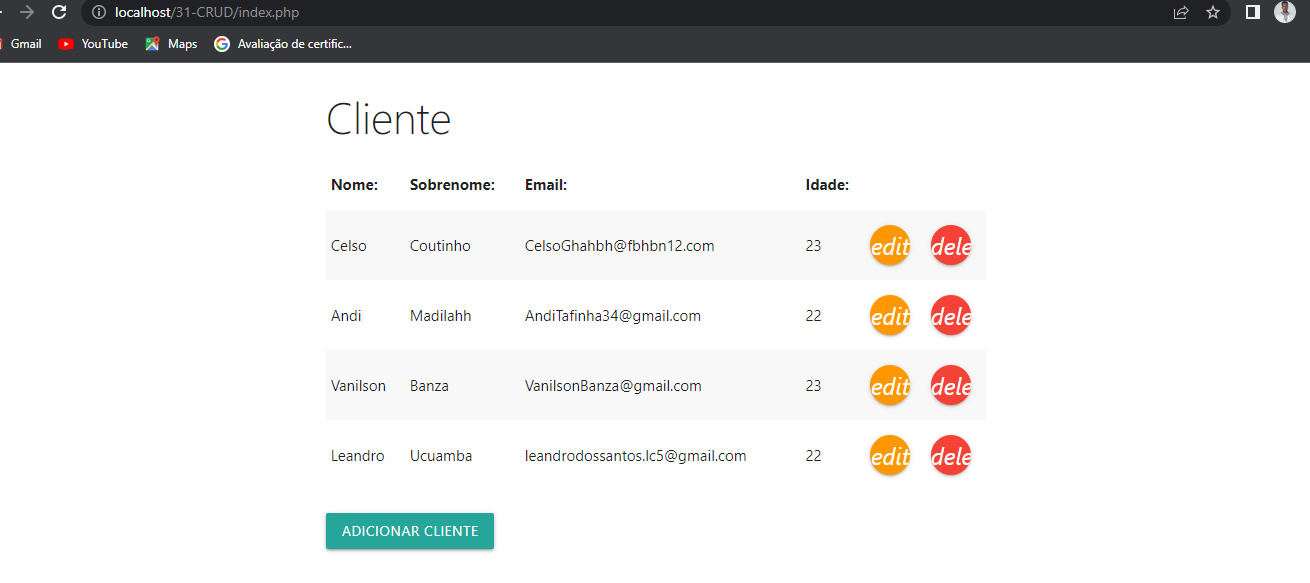 localhost/31-CRUD/index.php
Gmail YouTube Maps Avaliação de certific...
Cliente
Nome: Sobrenome: Email: Idade:
Celso Coutinho CelsoGhahbh@fbhbn12.com 23 edit dele
Andi Madilahh AndiTafinha34@gmail.com 22 edit dele
Vanilson Banza VanilsonBanza@gmail.com 23 edit dele
Leandro Ucuamba leandrodossantos.lc5@gmail.com 22 edit dele
ADICIONAR CLIENTE